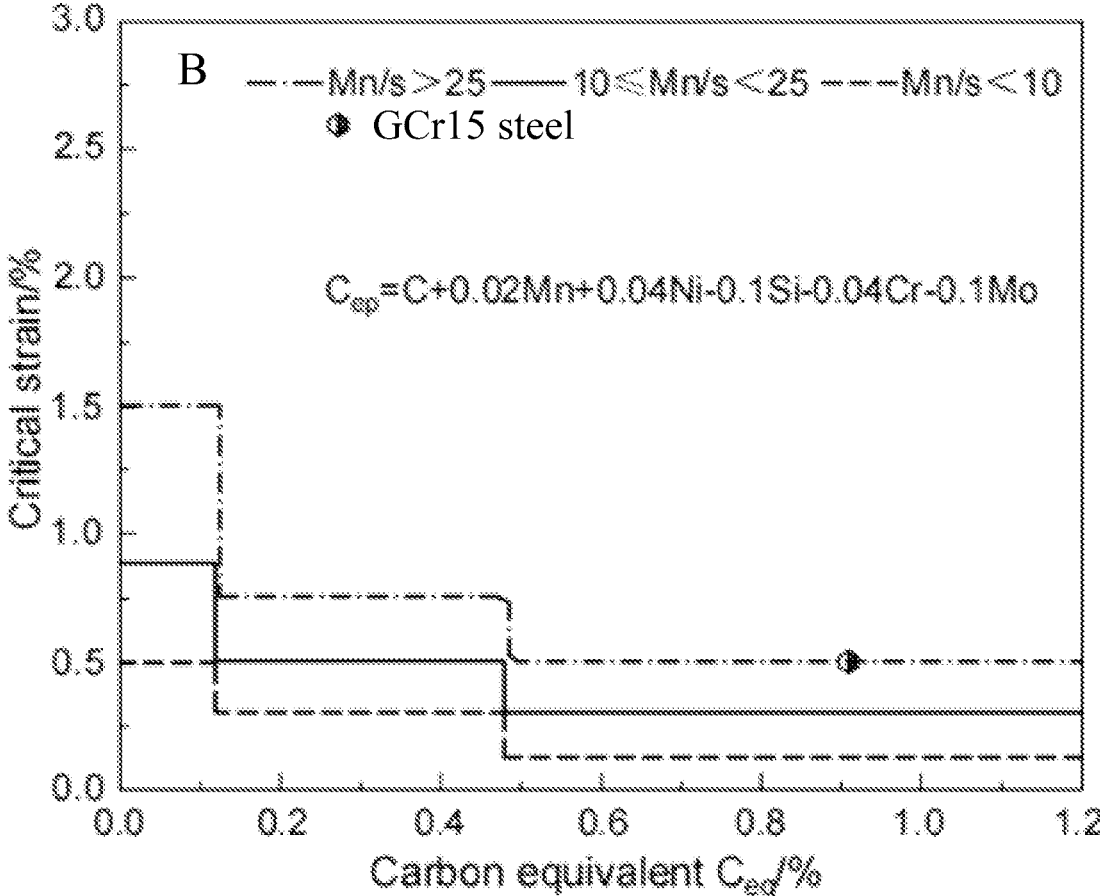 3.0
B
Mn/s>25 10≤Mn/s<25 Mn/s<10
GCr15 steel
2.5
2.0
C_ep=C+0.02Mn+0.04Ni-0.1Si-0.04Cr-0.1Mo
Critical strain/%
1.5
1.0
0.5
0.0
0.0 0.2 0.4 0.6 0.8 1.0 1.2
Carbon equivalent C_eq/%